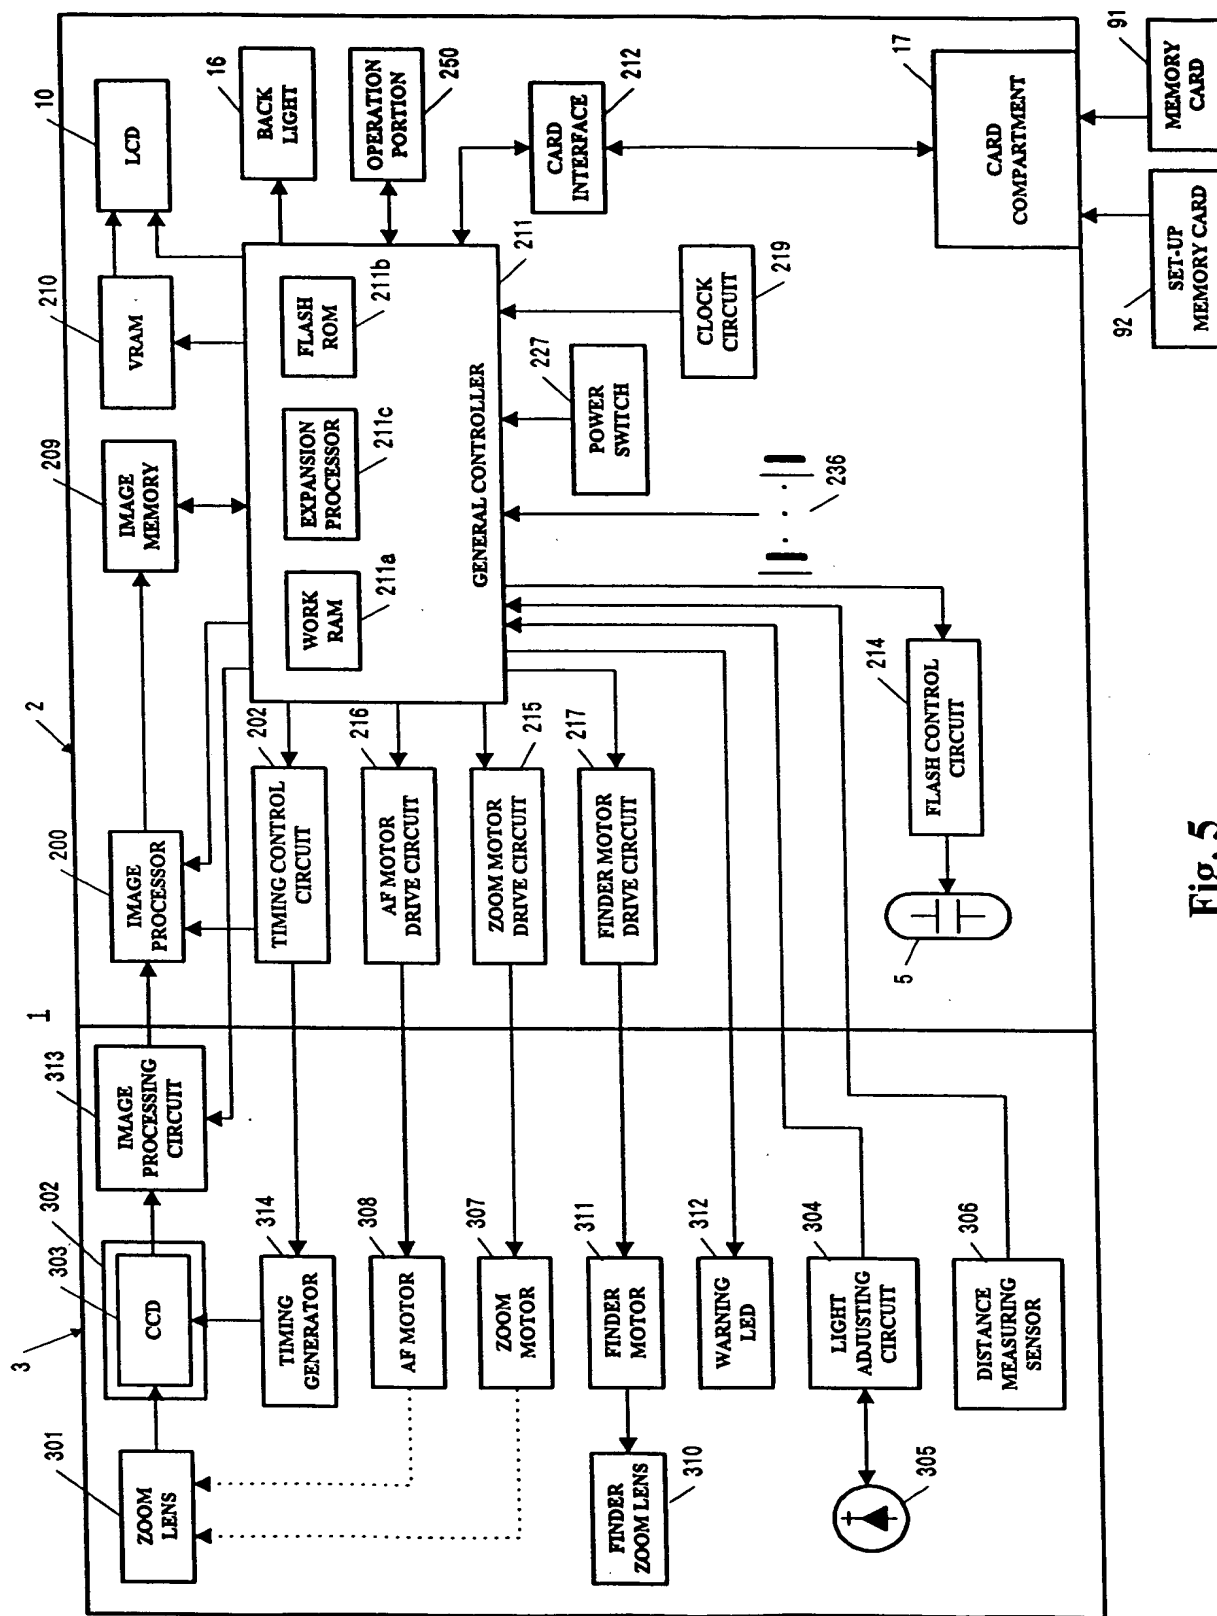 1
3
2
301
ZOOM
LENS
303
302
CCD
313
IMAGE
PROCESSING
CIRCUIT
200
IMAGE
PROCESSOR
209
IMAGE
MEMORY
210
VRAM
10
LCD
16
BACK
LIGHT
250
OPERATION
PORTION
212
CARD
INTERFACE
211
GENERAL CONTROLLER
211a
WORK
RAM
211c
EXPANSION
PROCESSOR
211b
FLASH
ROM
314
TIMING
GENERATOR
202
TIMING CONTROL
CIRCUIT
308
AF MOTOR
216
AF MOTOR
DRIVE CIRCUIT
307
ZOOM
MOTOR
215
ZOOM MOTOR
DRIVE CIRCUIT
311
FINDER
MOTOR
217
FINDER MOTOR
DRIVE CIRCUIT
310
FINDER
ZOOM LENS
312
WARNING
LED
304
LIGHT
ADJUSTING
CIRCUIT
305
306
DISTANCE
MEASURING
SENSOR
227
POWER
SWITCH
219
CLOCK
CIRCUIT
236
214
FLASH CONTROL
CIRCUIT
5
17
CARD
COMPARTMENT
92
SET-UP
MEMORY CARD
91
MEMORY
CARD
Fig. 5